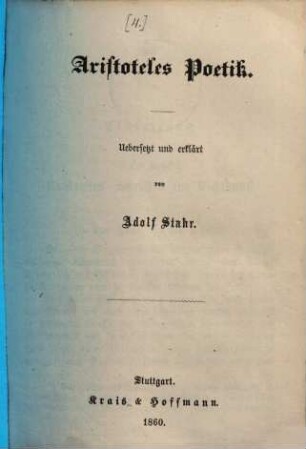 [4.]
Aristoteles Poetik.
Uebersetzt und erklärt
von
Adolf Stahr.
Stuttgart.
Krais & Hoffmann.
1860.